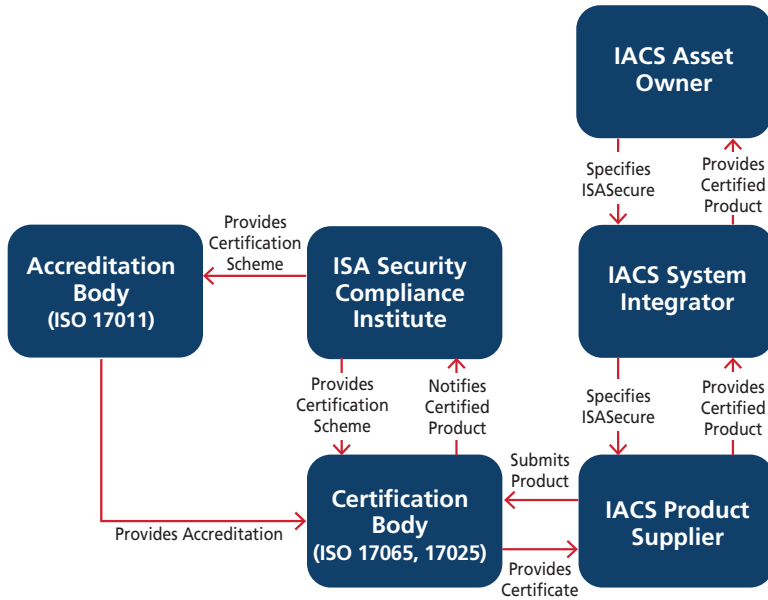 IACS Asset
Owner
Specifies
ISASecure
Provides
Certified
Product
Provides
Certification
Scheme
Accreditation
Body
(ISO 17011)
ISA Security
Compliance
Institute
IACS System
Integrator
Provides
Certification
Scheme
Notifies
Certified
Product
Specifies
ISASecure
Provides
Certified
Product
Submits
Product
Certification
Body
(ISO 17065, 17025)
IACS Product
Supplier
Provides Accreditation
Provides
Certificate